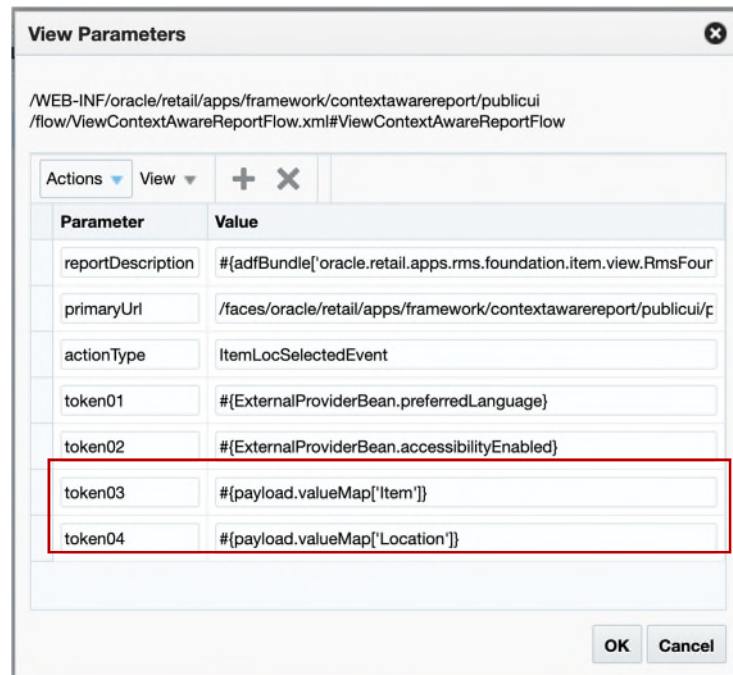 View Parameters
/WEB-INF/oracle/retail/apps/framework/contextawarereport/publicui
/flow/ViewContextAwareReportFlow.xml#ViewContextAwareReportFlow
Actions View
Parameter Value
reportDescription #{adfBundle['oracle.retail.apps.rms.foundation.item.view.RmsFour
primaryUrl /faces/oracle/retail/apps/framework/contextawarereport/publicui/p
actionType ItemLocSelectedEvent
token01 #{ExternalProviderBean.preferredLanguage}
token02 #{ExternalProviderBean.accessibilityEnabled}
token03 #{payload.valueMap['Item']}
token04 #{payload.valueMap['Location']}
OK Cancel